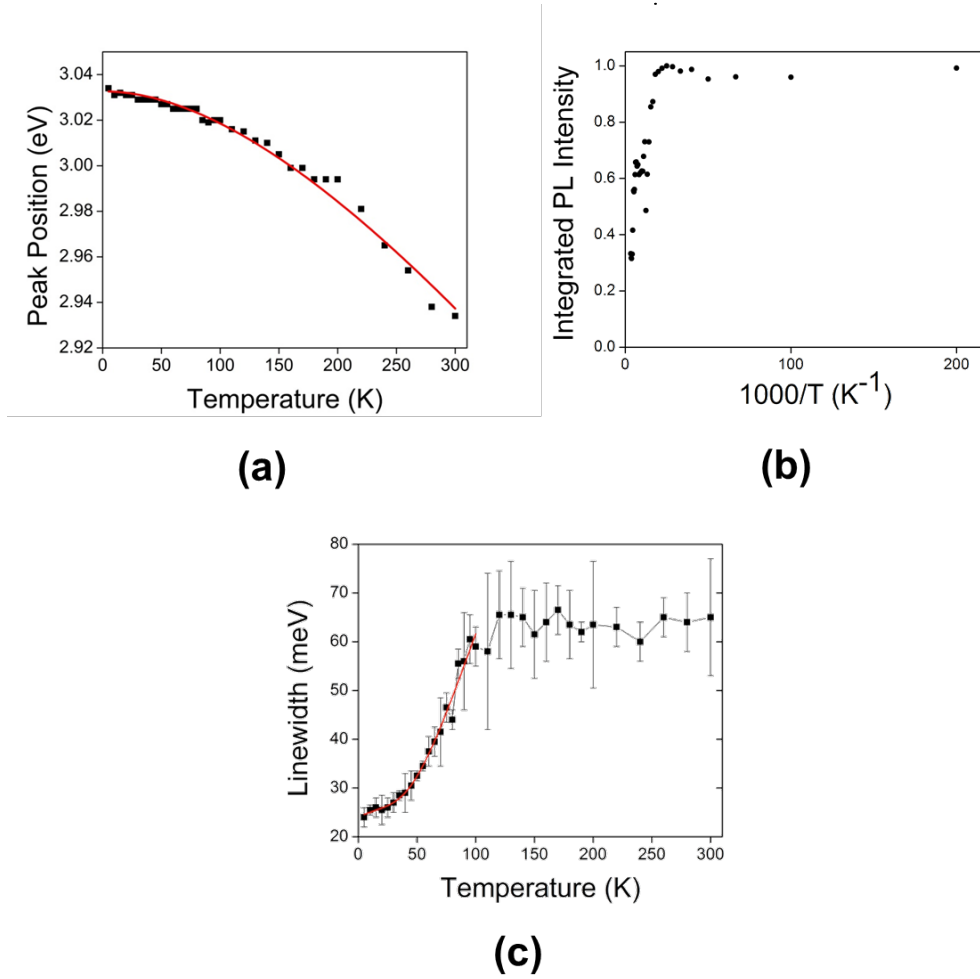 3.04
3.02
3.00
2.98
2.96
2.94
2.92
0 50 100 150 200 250 300
Peak Position (eV)
Temperature (K)
(a)
1.0
0.8
0.6
0.4
0.2
0.0
0 100 200
Integrated PL Intensity
1000/T (K⁻¹)
(b)
80
70
60
50
40
30
20
0 50 100 150 200 250 300
Linewidth (meV)
Temperature (K)
(c)